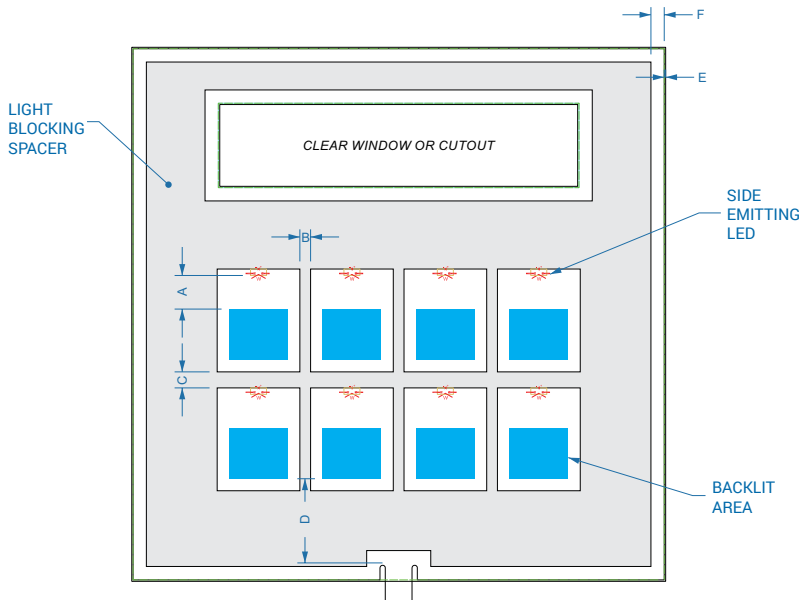 F
E
LIGHT
BLOCKING
SPACER
CLEAR WINDOW OR CUTOUT
SIDE
EMITTING
LED
B
A
C
D
BACKLIT
AREA